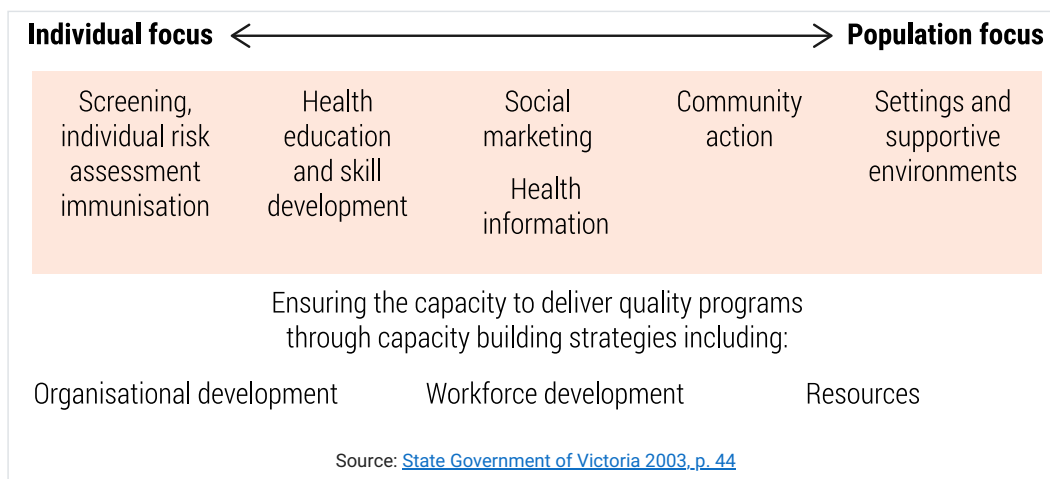 Individual focus
Population focus
Screening,
individual risk
assessment
immunisation
Health
education
and skill
development
Social
marketing
Health
information
Community
action
Settings and
supportive
environments
Ensuring the capacity to deliver quality programs
through capacity building strategies including:
Organisational development
Workforce development
Resources
Source: State Government of Victoria 2003, p. 44